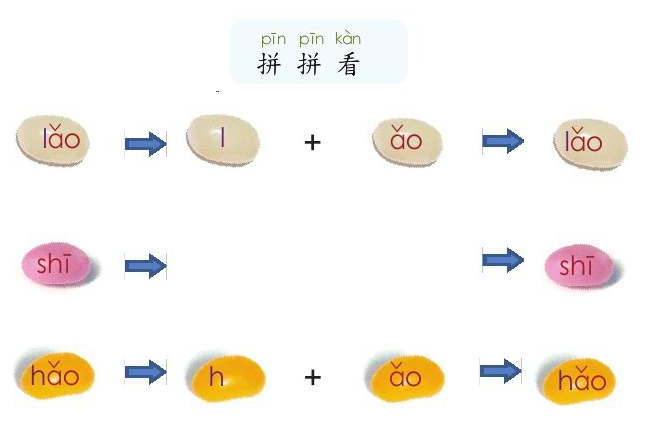 pīn pīn kàn
拼拼看
lǎo l + ǎo lǎo
shī shī
hǎo h + ǎo hǎo